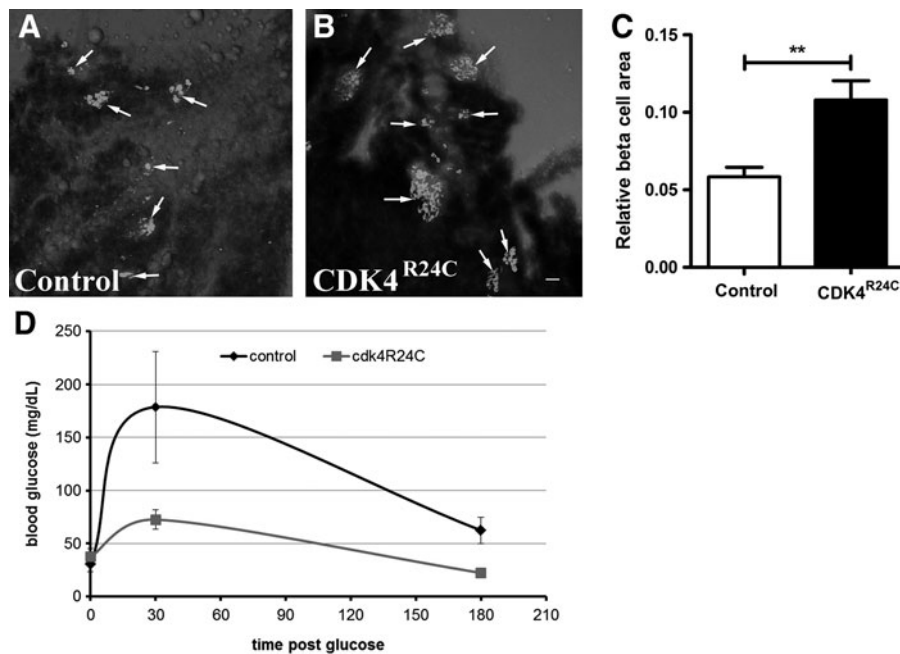 A
B
Control
CDK4R24C
C
0.15
**
0.10
0.05
0.00
Relative beta cell area
Control
CDK4R24C
D
250
200
150
100
50
0
blood glucose (mg/dL)
control
cdk4R24C
0 30 60 90 120 150 180 210
time post glucose